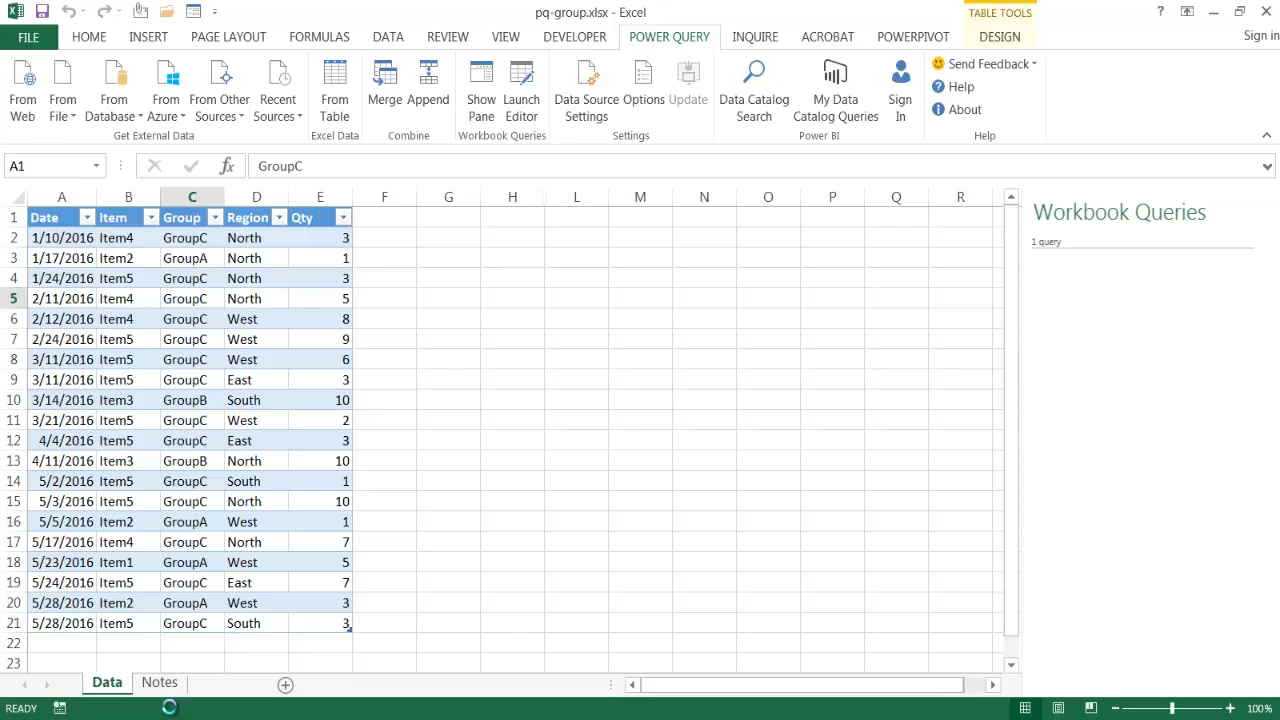 pq-group.xlsx - Excel
TABLE TOOLS
?
FILE HOME INSERT PAGE LAYOUT FORMULAS DATA REVIEW VIEW DEVELOPER POWER QUERY INQUIRE ACROBAT POWERPIVOT DESIGN Sign in
From Web
From File
From Database
From Azure
From Other Sources
Recent Sources
From Table
Merge
Append
Show Pane
Launch Editor
Data Source Settings
Options
Update
Data Catalog Search
My Data Catalog Queries
Sign In
Send Feedback
Help
About
Get External Data Excel Data Combine Workbook Queries Settings Power BI Help
A1 fx GroupC
A B C D E F G H L M N O P Q R
1 Date Item Group Region Qty
2 1/10/2016 Item4 GroupC North 3
3 1/17/2016 Item2 GroupA North 1
4 1/24/2016 Item5 GroupC North 3
5 2/11/2016 Item4 GroupC North 5
6 2/12/2016 Item4 GroupC West 8
7 2/24/2016 Item5 GroupC West 9
8 3/11/2016 Item5 GroupC West 6
9 3/11/2016 Item5 GroupC East 3
10 3/14/2016 Item3 GroupB South 10
11 3/21/2016 Item5 GroupC West 2
12 4/4/2016 Item5 GroupC East 3
13 4/11/2016 Item3 GroupB North 10
14 5/2/2016 Item5 GroupC South 1
15 5/3/2016 Item5 GroupC North 10
16 5/5/2016 Item2 GroupA West 1
17 5/17/2016 Item4 GroupC North 7
18 5/23/2016 Item1 GroupA West 5
19 5/24/2016 Item5 GroupC East 7
20 5/28/2016 Item2 GroupA West 3
21 5/28/2016 Item5 GroupC South 3
22
23
Workbook Queries
1 query
Data Notes
READY 100%